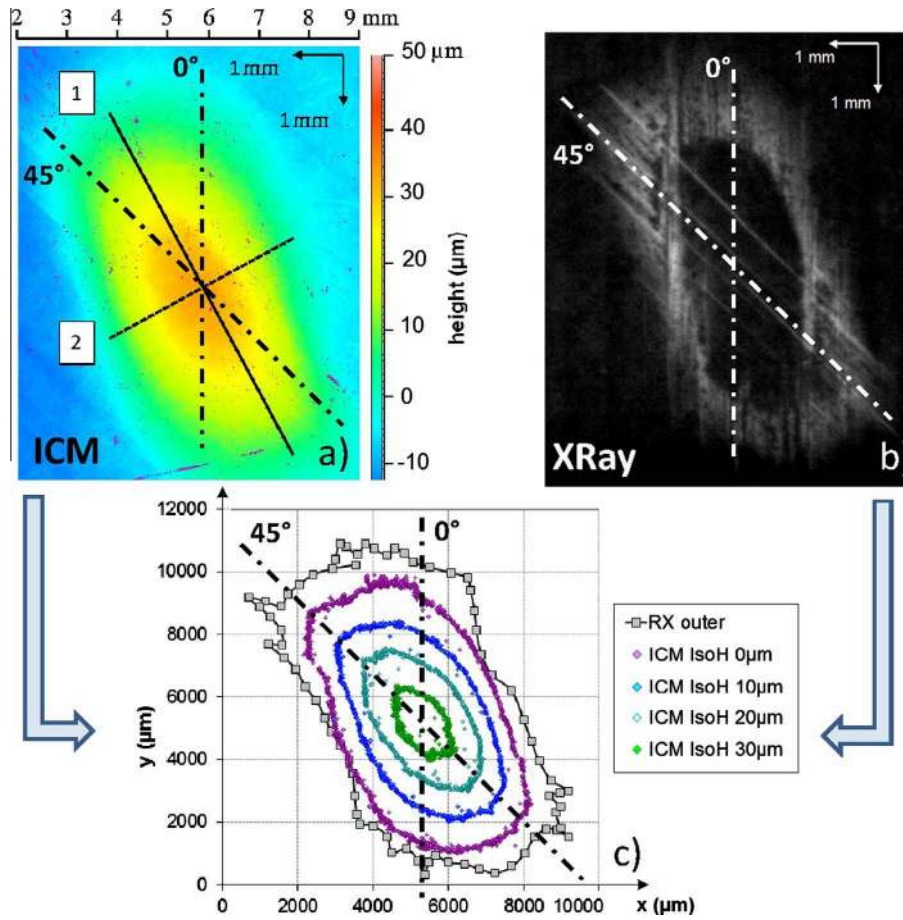 2 3 4 5 6 7 8 9 mm
1
0°
1 mm
1 mm
45°
2
ICM
a)
50 µm
40
30
20
10
0
-10
height (µm)
0°
1 mm
1 mm
45°
XRay
b)
12000
10000
8000
6000
4000
2000
0
y (µm)
45°
0°
c)
0 2000 4000 6000 8000 10000
x (µm)
RX outer
ICM IsoH 0µm
ICM IsoH 10µm
ICM IsoH 20µm
ICM IsoH 30µm